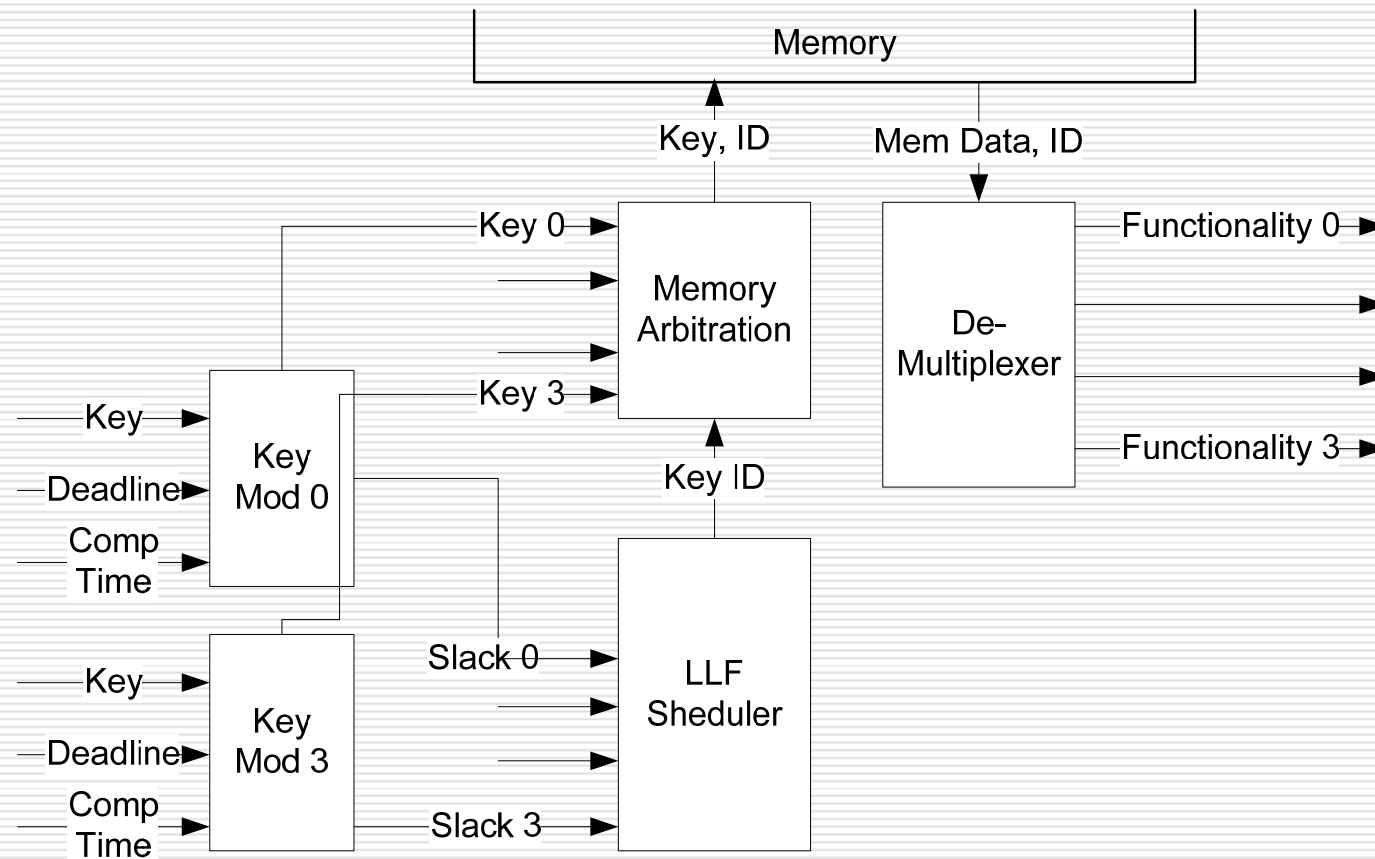 Memory
Key, ID
Mem Data, ID
Key 0
Functionality 0
Memory
Arbitration
De-
Multiplexer
Key 3
Key
Key
Mod 0
Deadline
Functionality 3
Key ID
Comp
Time
Slack 0
LLF
Sheduler
Key
Key
Mod 3
Deadline
Comp
Time
Slack 3